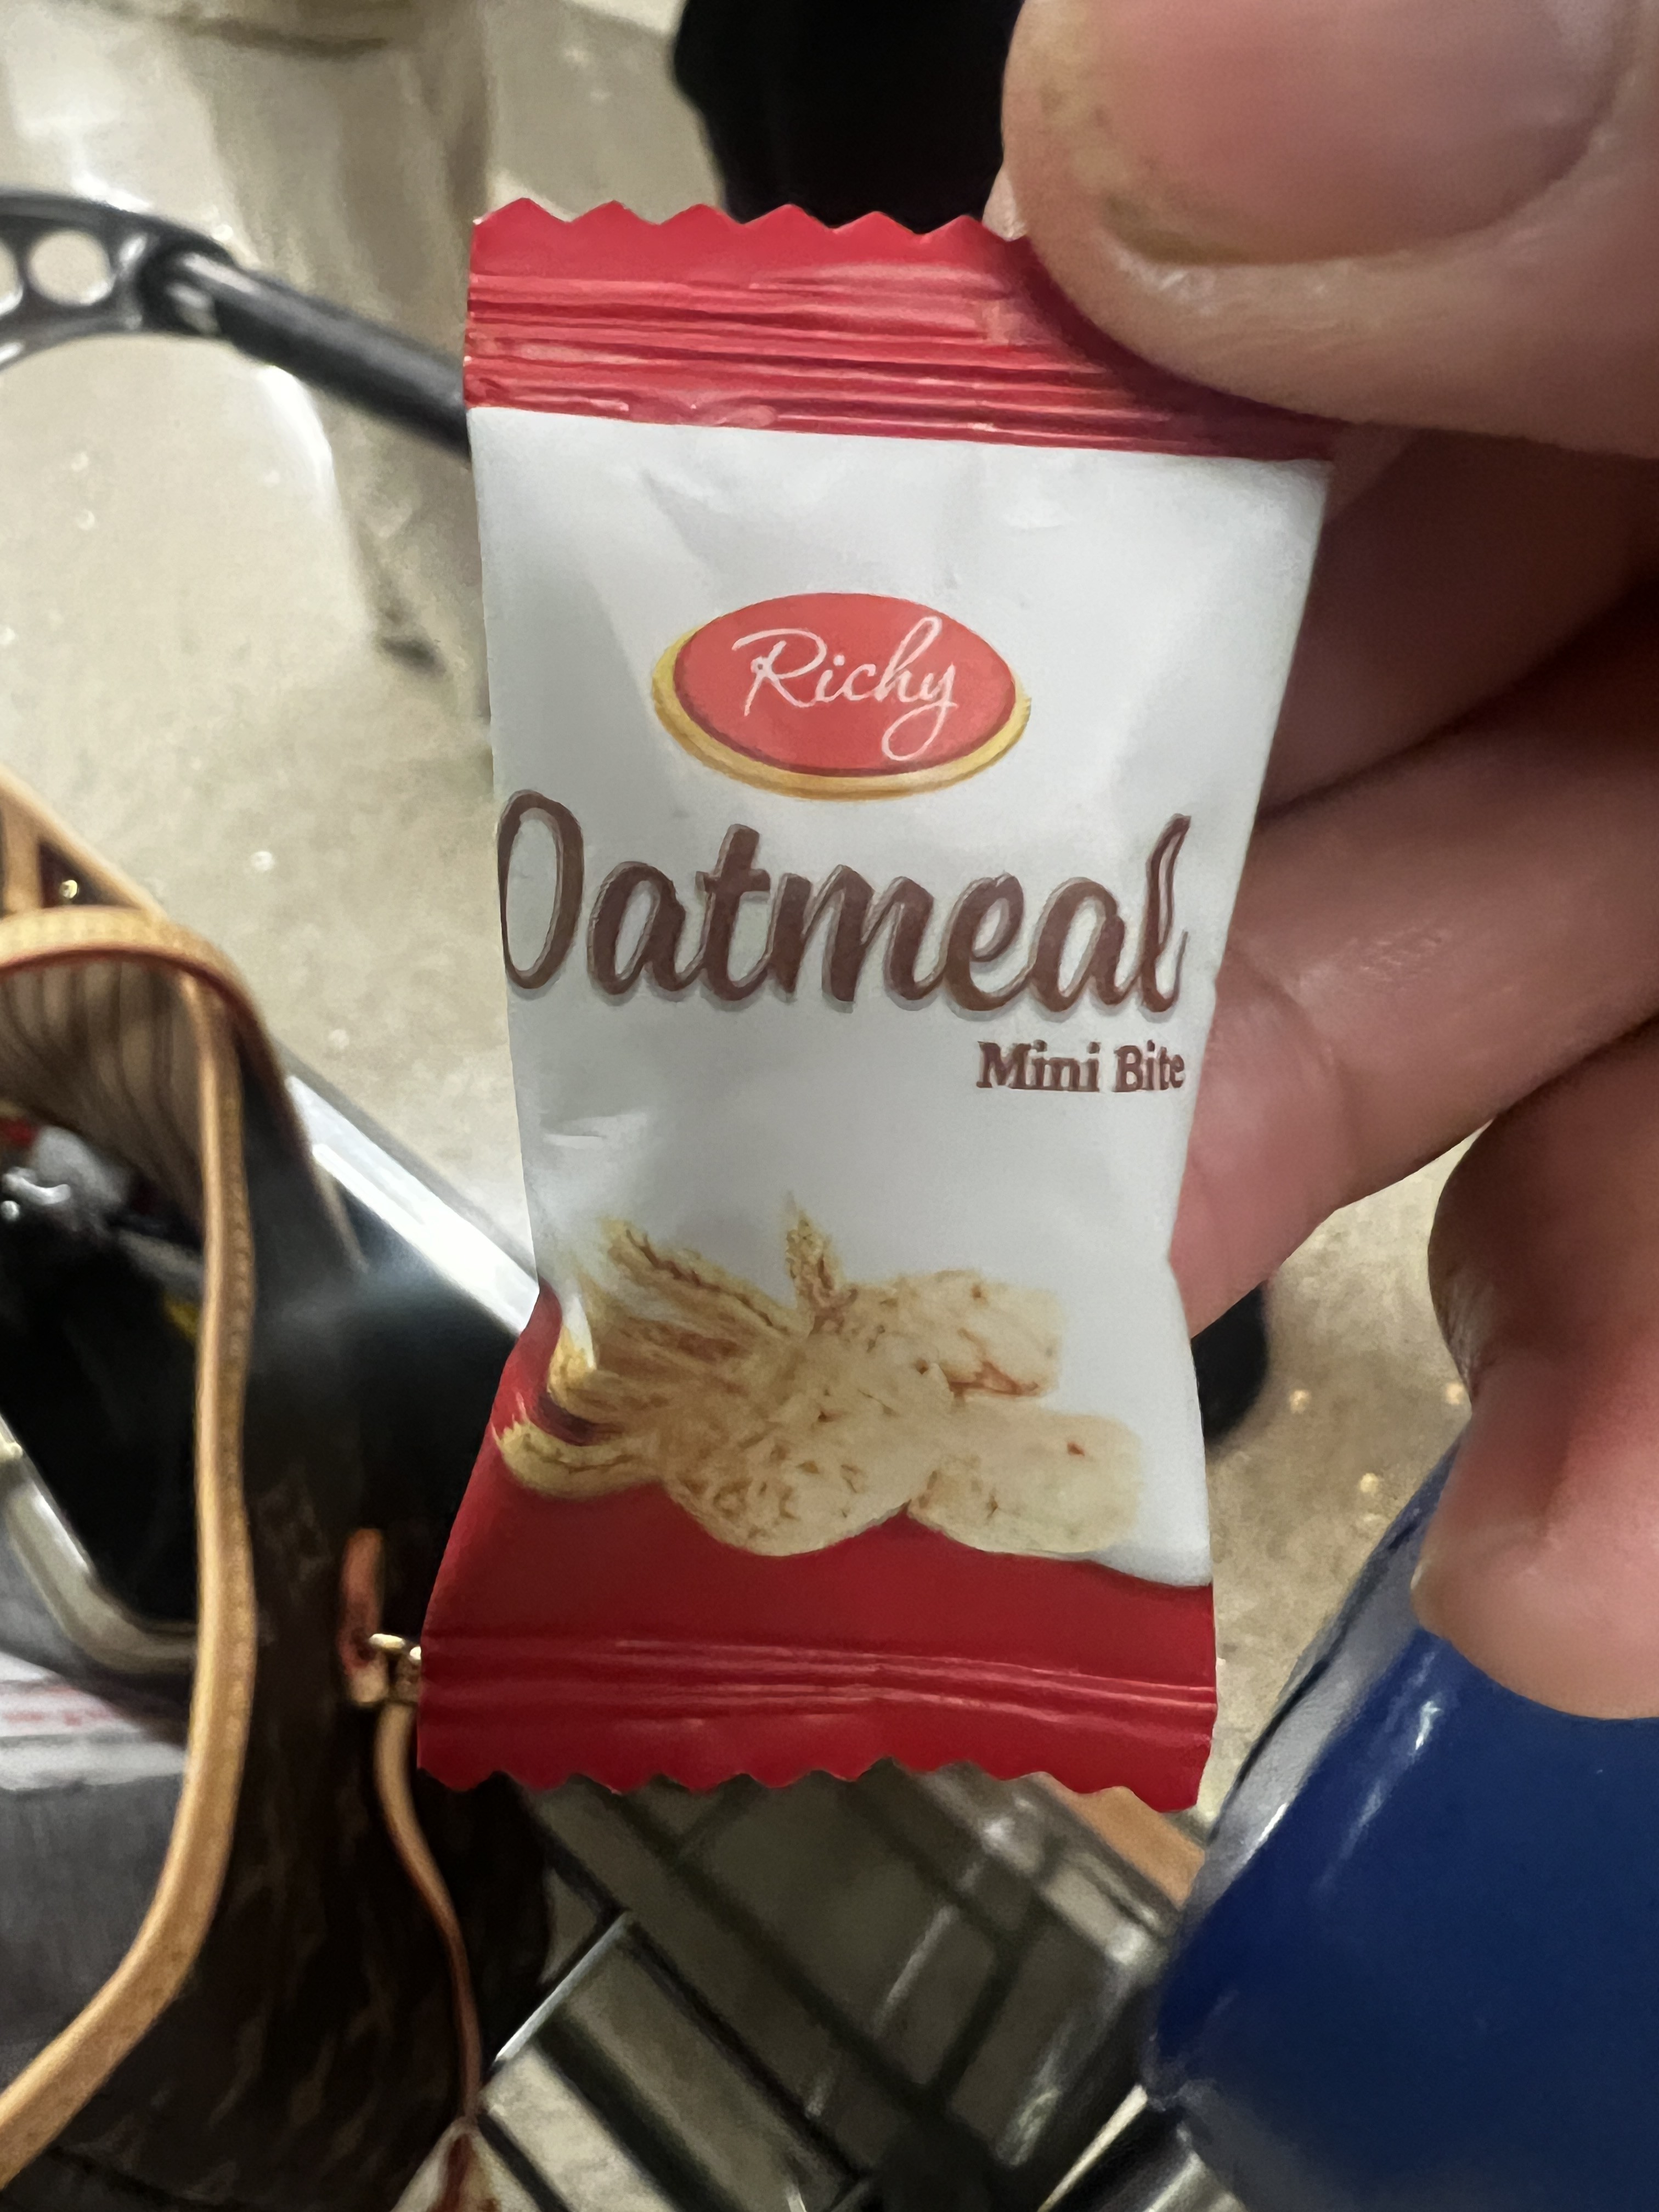 Richy
Oatmeal
Mini Bite